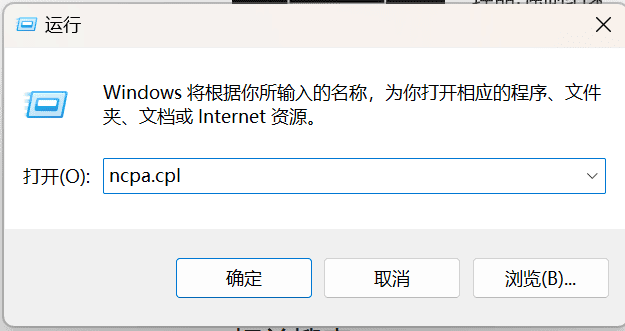 运行
Windows 将根据你所输入的名称，为你打开相应的程序、文件
夹、文档或 Internet 资源。
打开(O):
ncpa.cpl
确定
取消
浏览(B)...